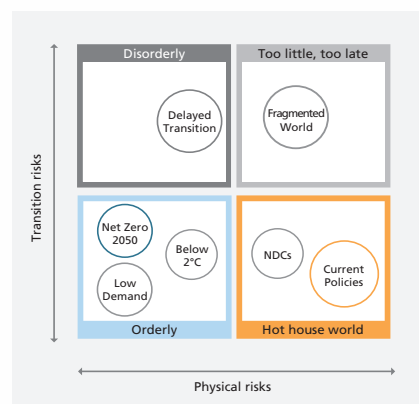 Disorderly
Too little, too late
Delayed
Transition
Fragmented
World
Transition risks
Net Zero
2050
Below
2°C
Low
Demand
NDCs
Current
Policies
Orderly
Hot house world
Physical risks